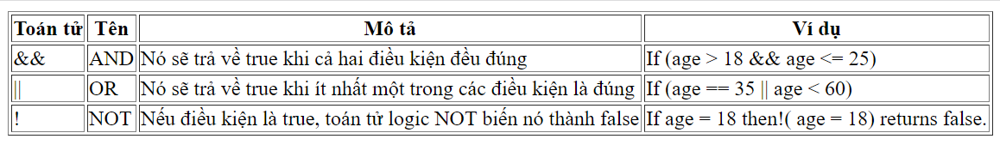 Toán tử Tên Mô tả Ví dụ
&& AND Nó sẽ trả về true khi cả hai điều kiện đều đúng If (age > 18 && age <= 25)
|| OR Nó sẽ trả về true khi ít nhất một trong các điều kiện là đúng If (age == 35 || age < 60)
! NOT Nếu điều kiện là true, toán tử logic NOT biến nó thành false If age = 18 then!( age = 18) returns false.